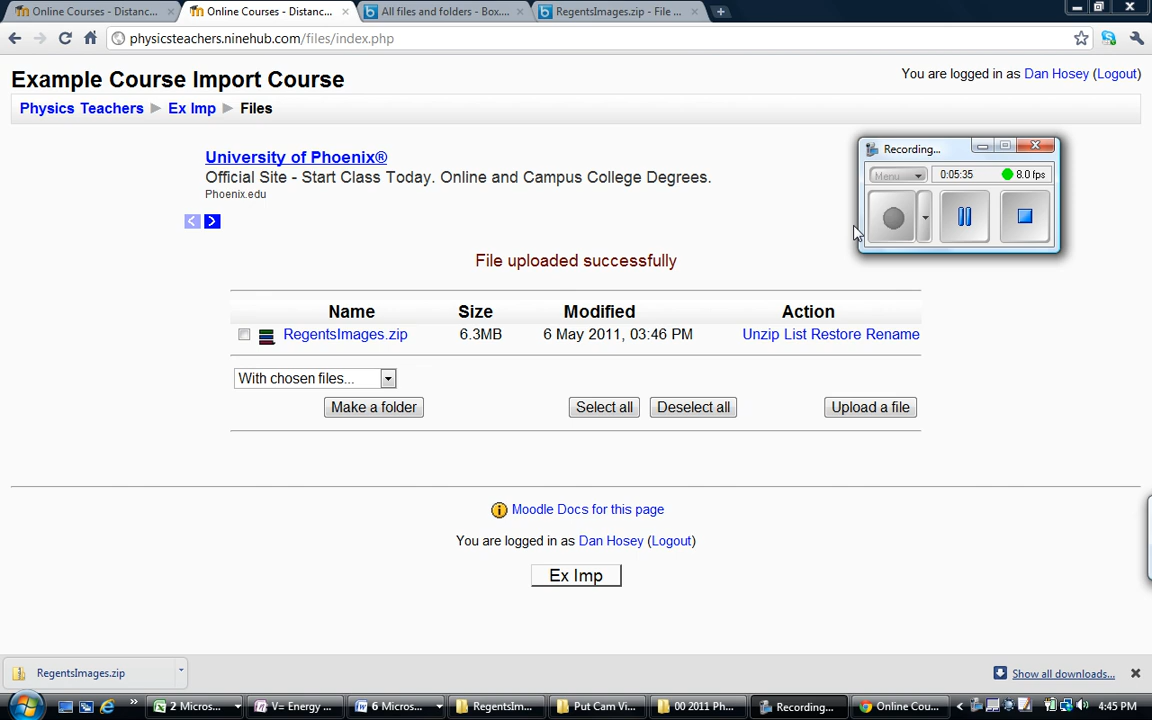 Online Courses - Distanc... Online Courses - Distanc... All files and folders - Box.... RegentsImages.zip - File ...
physicsteachers.ninehub.com/files/index.php
Example Course Import Course
You are logged in as Dan Hosey (Logout)
Physics Teachers ► Ex Imp ► Files
University of Phoenix®
Official Site - Start Class Today. Online and Campus College Degrees.
Phoenix.edu
< >
Recording...
Menu 0:05:35 8.0 fps
File uploaded successfully
Name Size Modified Action
RegentsImages.zip 6.3MB 6 May 2011, 03:46 PM Unzip List Restore Rename
With chosen files...
Make a folder Select all Deselect all Upload a file
Moodle Docs for this page
You are logged in as Dan Hosey (Logout)
Ex Imp
RegentsImages.zip
Show all downloads...
2 Micros... V= Energy ... 6 Micros... RegentsIm... Put Cam Vi... 00 2011 Ph... Recording... Online Cou... 4:45 PM